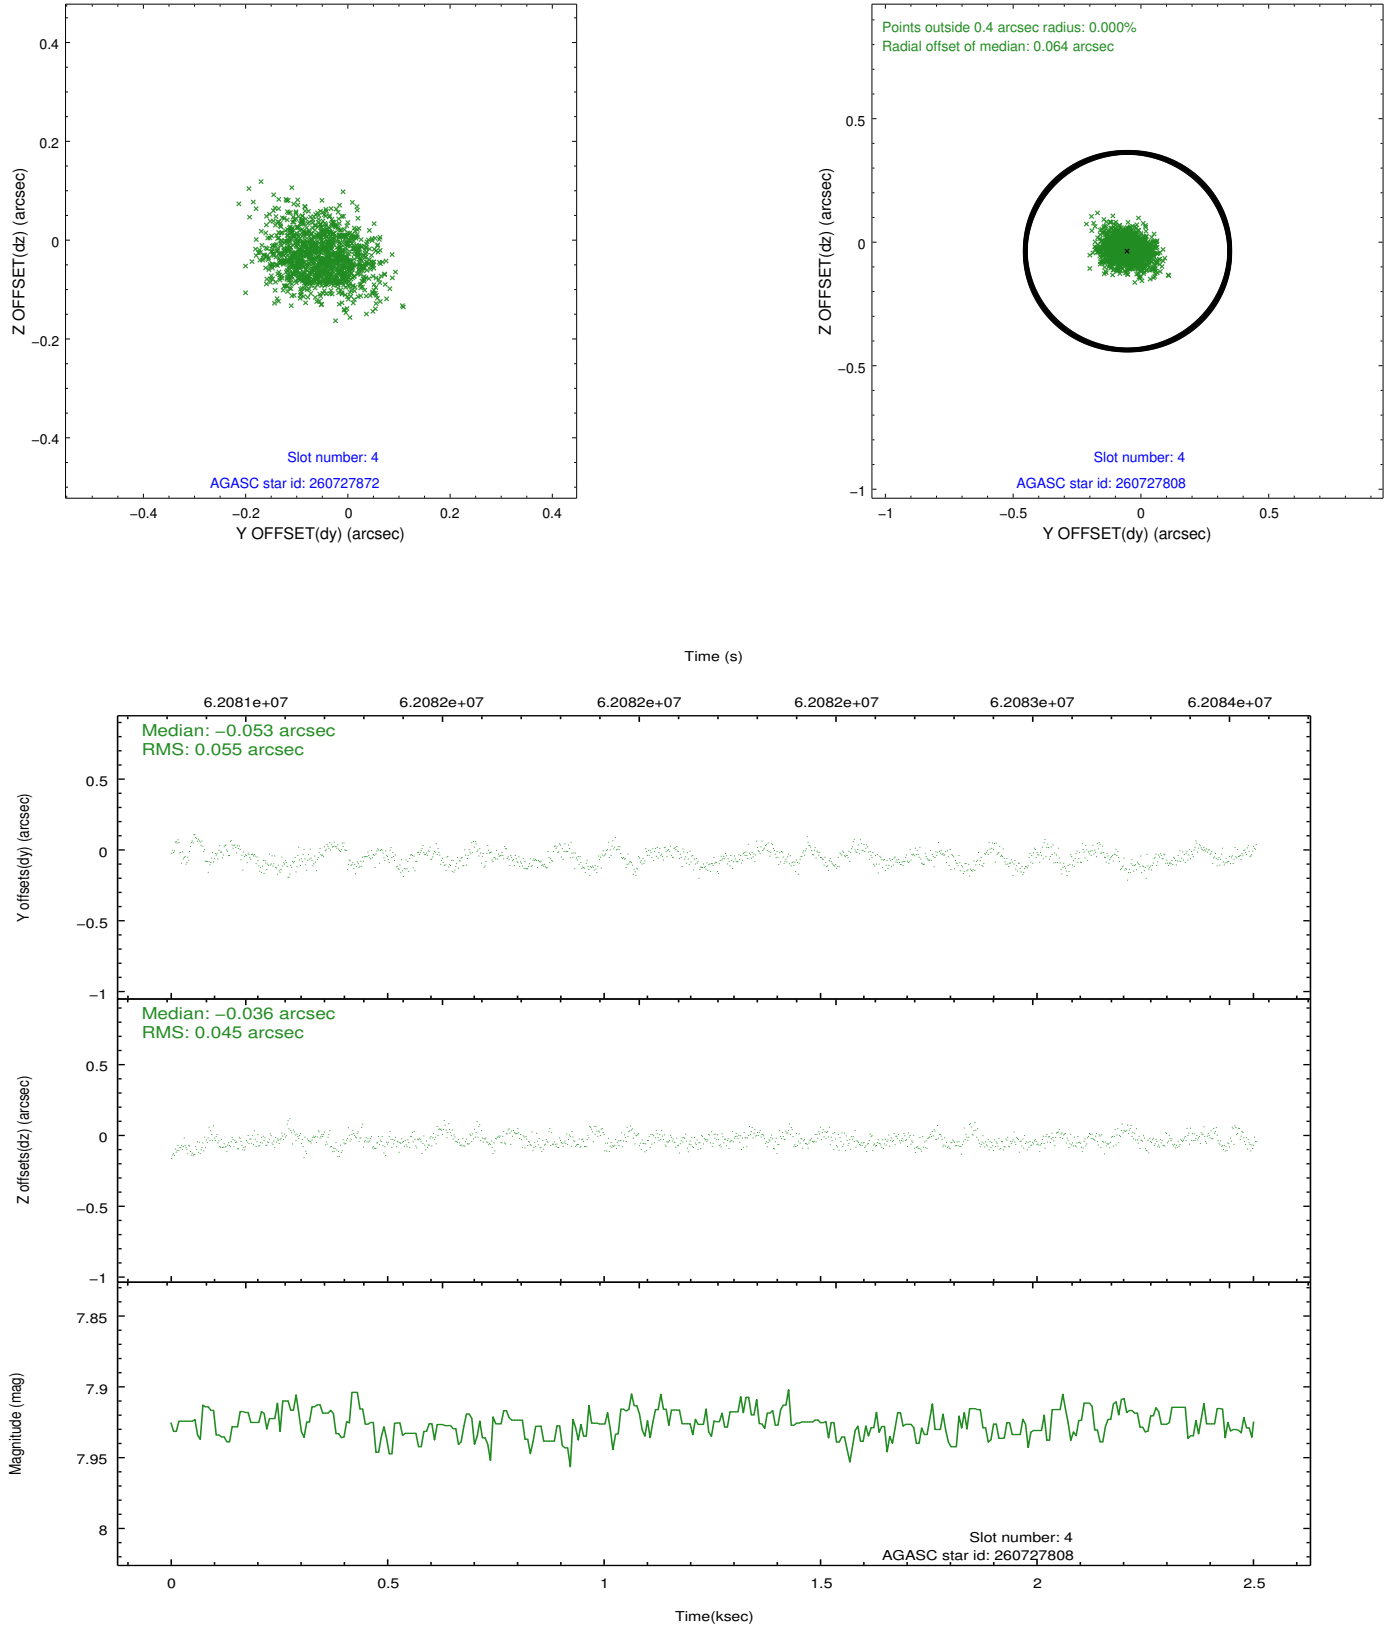 0.4
0.2
0
−0.2
−0.4
Z OFFSET(dz) (arcsec)
Slot number: 4
AGASC star id: 260727872
−0.4
−0.2
0
0.2
0.4
Y OFFSET(dy) (arcsec)
Points outside 0.4 arcsec radius: 0.000%
Radial offset of median: 0.064 arcsec
0.5
0
−0.5
−1
Z OFFSET(dz) (arcsec)
Slot number: 4
AGASC star id: 260727808
−1
−0.5
0
0.5
Y OFFSET(dy) (arcsec)
Time (s)
6.2081e+07
6.2082e+07
6.2082e+07
6.2082e+07
6.2083e+07
6.2084e+07
Median: −0.053 arcsec
RMS: 0.055 arcsec
0.5
0
−0.5
−1
Y offsets(dy) (arcsec)
Median: −0.036 arcsec
RMS: 0.045 arcsec
0.5
0
−0.5
−1
Z offsets(dz) (arcsec)
7.85
7.9
7.95
8
Magnitude (mag)
Slot number: 4
AGASC star id: 260727808
0
0.5
1
1.5
2
2.5
Time(ksec)